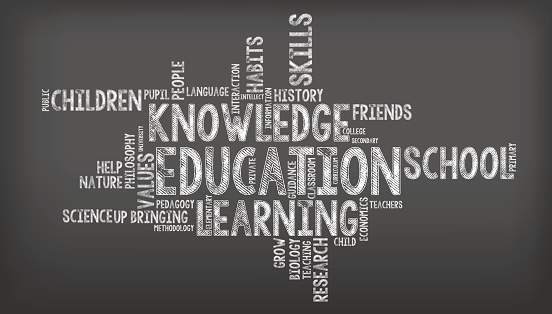 SKILLS
HABITS
PEOPLE
LANGUAGE
INTERACTION
INTELLECT
INFORMATION
HISTORY
PUBLIC
CHILDREN
PUPIL
KNOWLEDGE
FRIENDS
COLLEGE
SECONDARY
UNIVERSITY
PHILOSOPHY
VALUES
HELP
NATURE
EDUCATION
PRIVATE
GUIDANCE
CLASSROOM
SCHOOL
PRIMARY
PEDAGOGY
SCIENCE
UP BRINGING
METHODOLOGY
ELEMENTARY
LEARNING
TEACHERS
ECONOMICS
CHILD
GROW
BIOLOGY
TEACHING
RESEARCH